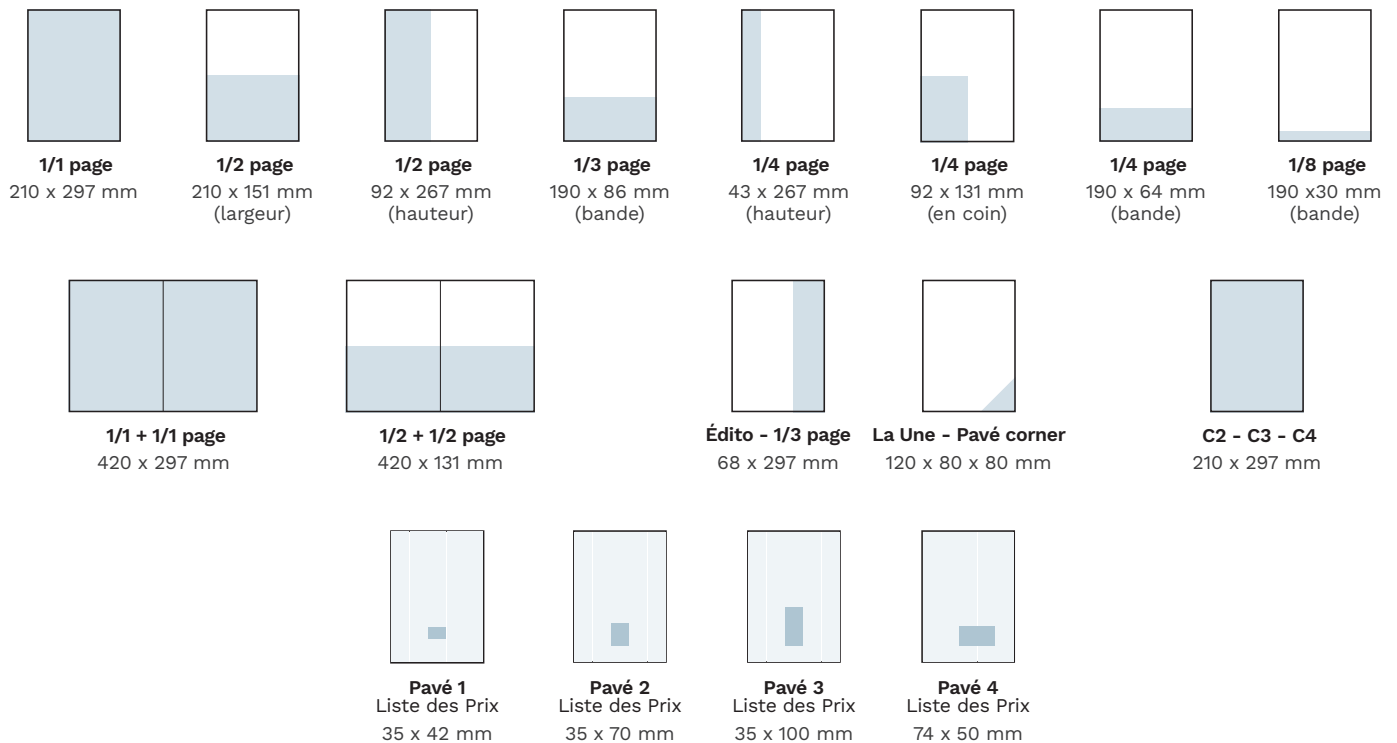 1/1 page
210 x 297 mm
1/2 page
210 x 151 mm
(largeur)
1/2 page
92 x 267 mm
(hauteur)
1/3 page
190 x 86 mm
(bande)
1/4 page
43 x 267 mm
(hauteur)
1/4 page
92 x 131 mm
(en coin)
1/4 page
190 x 64 mm
(bande)
1/8 page
190 x30 mm
(bande)
1/1 + 1/1 page
420 x 297 mm
1/2 + 1/2 page
420 x 131 mm
Édito - 1/3 page
68 x 297 mm
La Une - Pavé corner
120 x 80 x 80 mm
C2 - C3 - C4
210 x 297 mm
Pavé 1
Liste des Prix
35 x 42 mm
Pavé 2
Liste des Prix
35 x 70 mm
Pavé 3
Liste des Prix
35 x 100 mm
Pavé 4
Liste des Prix
74 x 50 mm